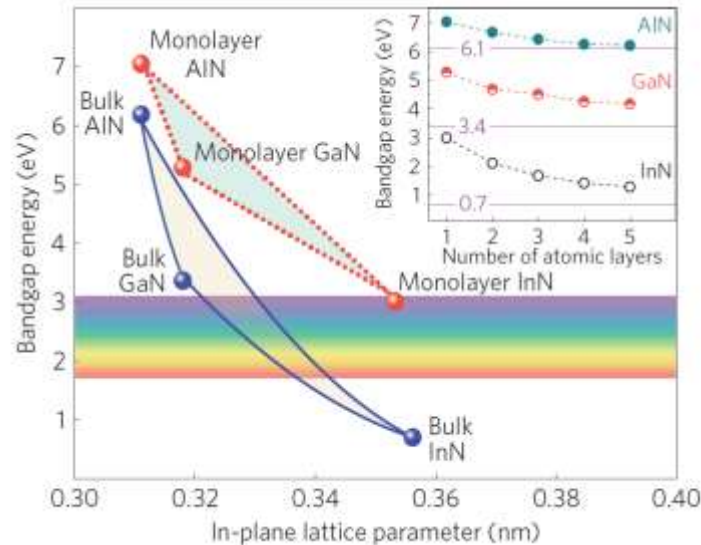 Bandgap energy (eV)
7
6
5
4
3
2
1
0.30
0.32
0.34
0.36
0.38
0.40
In-plane lattice parameter (nm)
Monolayer
AlN
Bulk
AlN
Monolayer GaN
Bulk
GaN
Monolayer InN
Bulk
InN
Bandgap energy (eV)
7
6
5
4
3
2
1
AlN
6.1
GaN
3.4
InN
0.7
1 2 3 4 5
Number of atomic layers